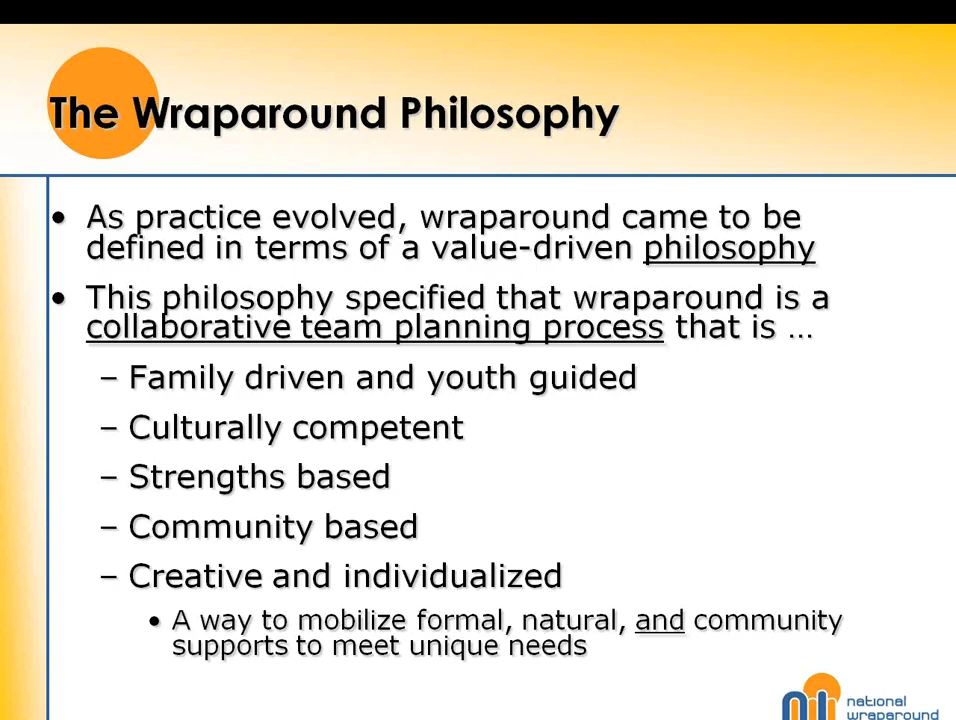 The Wraparound Philosophy
• As practice evolved, wraparound came to be
defined in terms of a value-driven philosophy
• This philosophy specified that wraparound is a
collaborative team planning process that is …
– Family driven and youth guided
– Culturally competent
– Strengths based
– Community based
– Creative and individualized
• A way to mobilize formal, natural, and community
supports to meet unique needs
national
wraparound